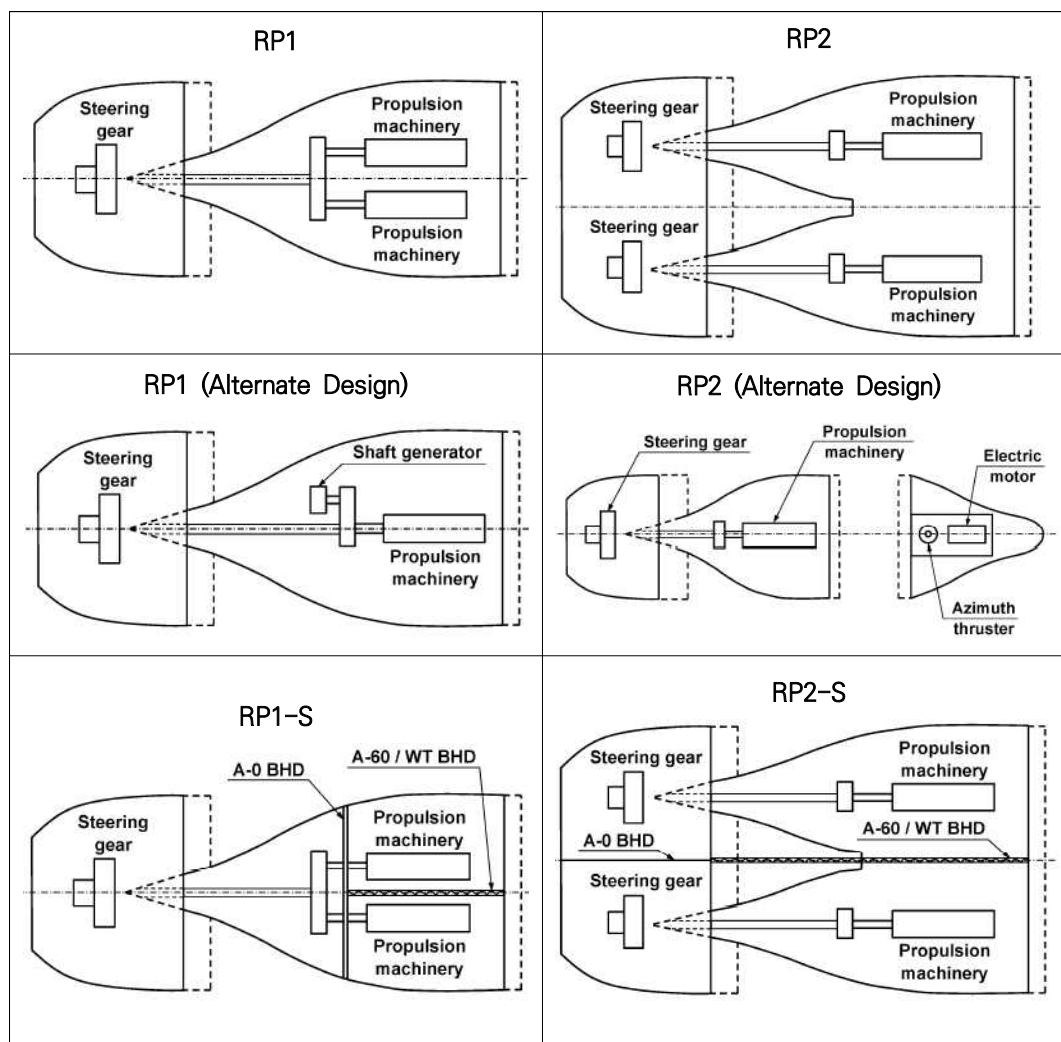 RP1
Steering
gear
Propulsion
machinery
Propulsion
machinery
RP2
Steering gear
Propulsion
machinery
Steering gear
Propulsion
machinery
RP1 (Alternate Design)
Steering
gear
Shaft generator
Propulsion
machinery
RP2 (Alternate Design)
Steering gear
Propulsion
machinery
Electric
motor
Azimuth
thruster
RP1-S
A-0 BHD
A-60 / WT BHD
Steering
gear
Propulsion
machinery
Propulsion
machinery
RP2-S
Steering gear
Propulsion
machinery
A-0 BHD
A-60 / WT BHD
Steering gear
Propulsion
machinery